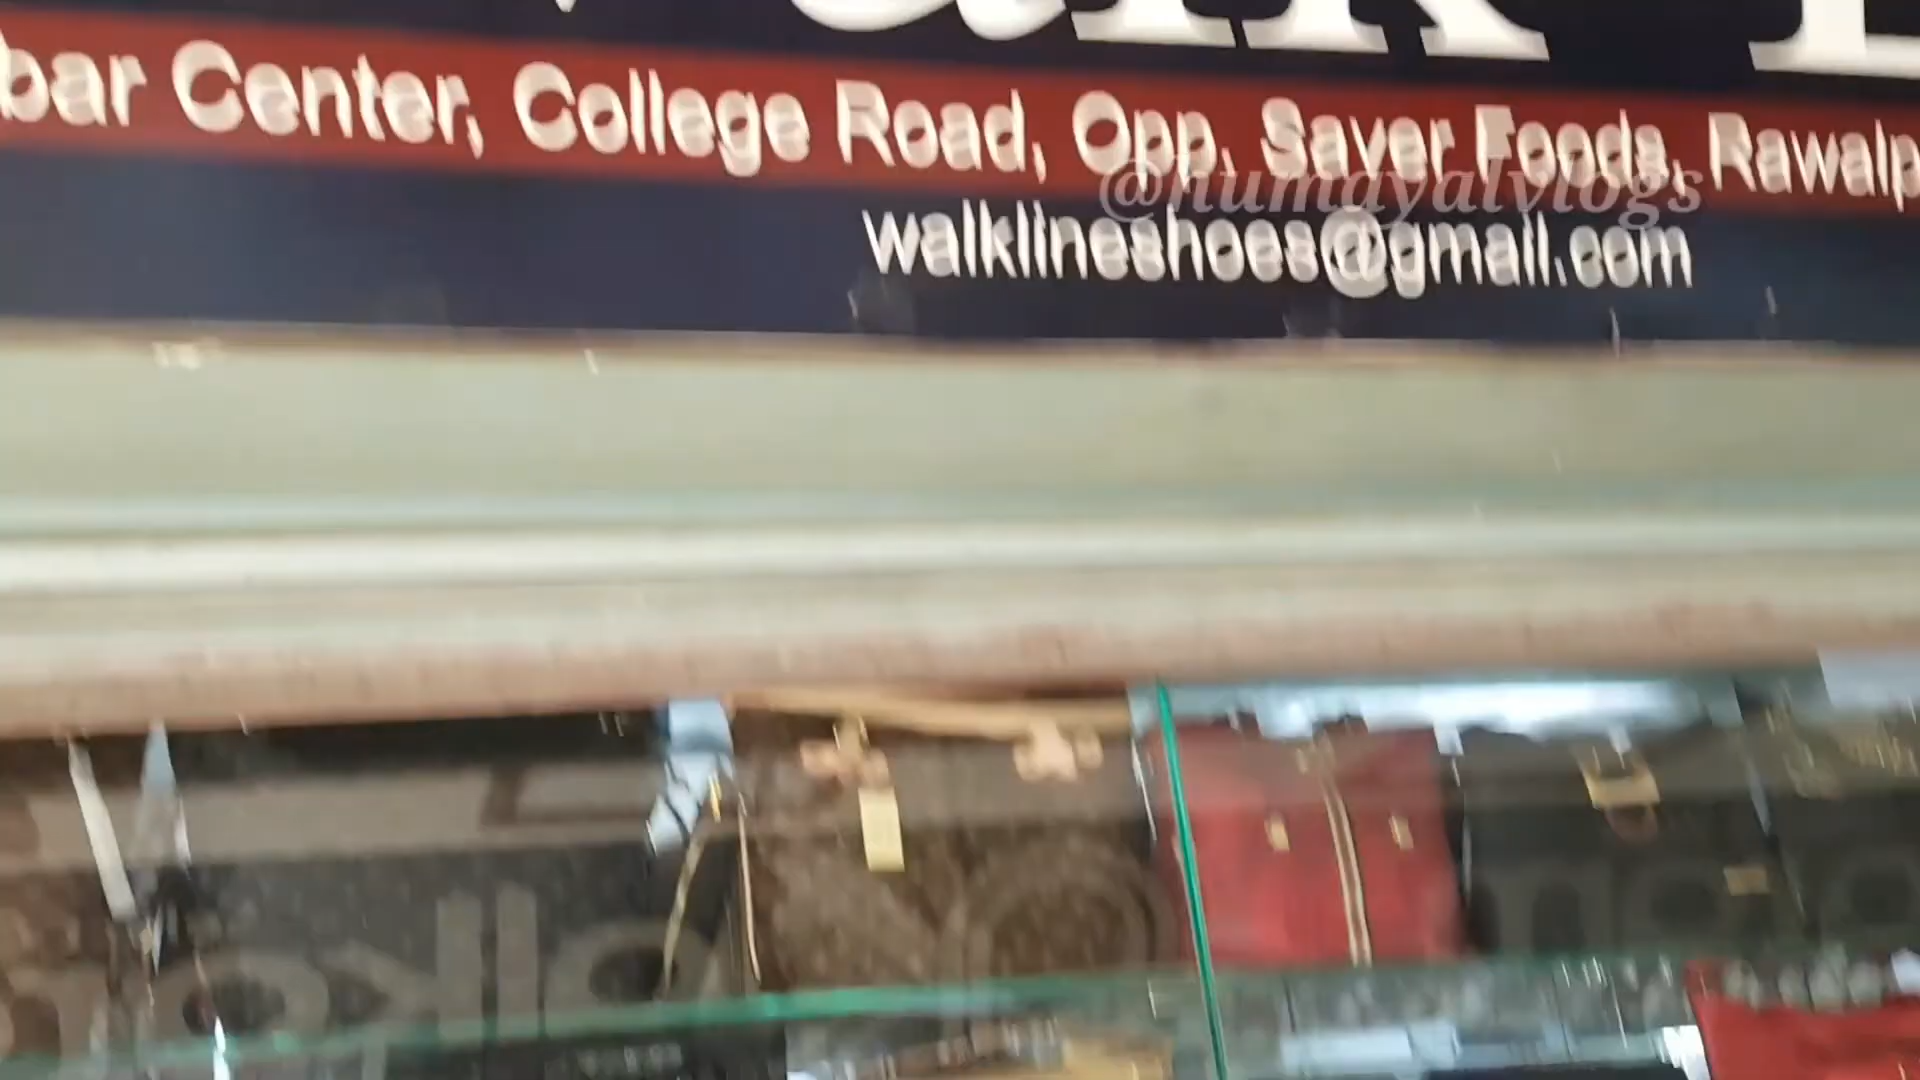 bar Center, College Road, Opp. Saver Foods, Rawalp
@humayalvlogs
walklineshoes@gmail.com